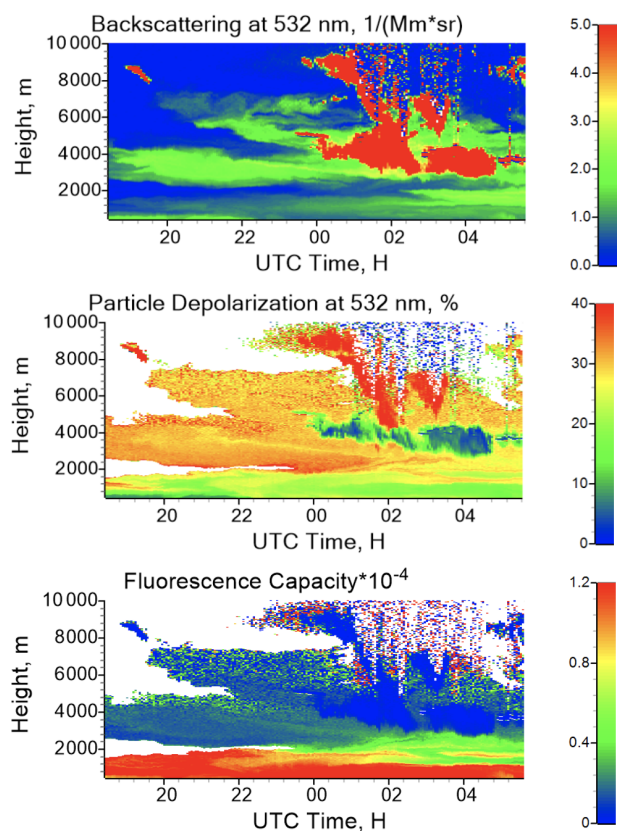 Backscattering at 532 nm, 1/(Mm*sr)
10 000
8000
6000
4000
2000
Height, m
20 22 00 02 04
UTC Time, H
5.0
4.0
3.0
2.0
1.0
0.0
Particle Depolarization at 532 nm, %
10 000
8000
6000
4000
2000
Height, m
20 22 00 02 04
UTC Time, H
40
30
20
10
0
Fluorescence Capacity*10⁻⁴
10 000
8000
6000
4000
2000
Height, m
20 22 00 02 04
UTC Time, H
1.2
0.8
0.4
0